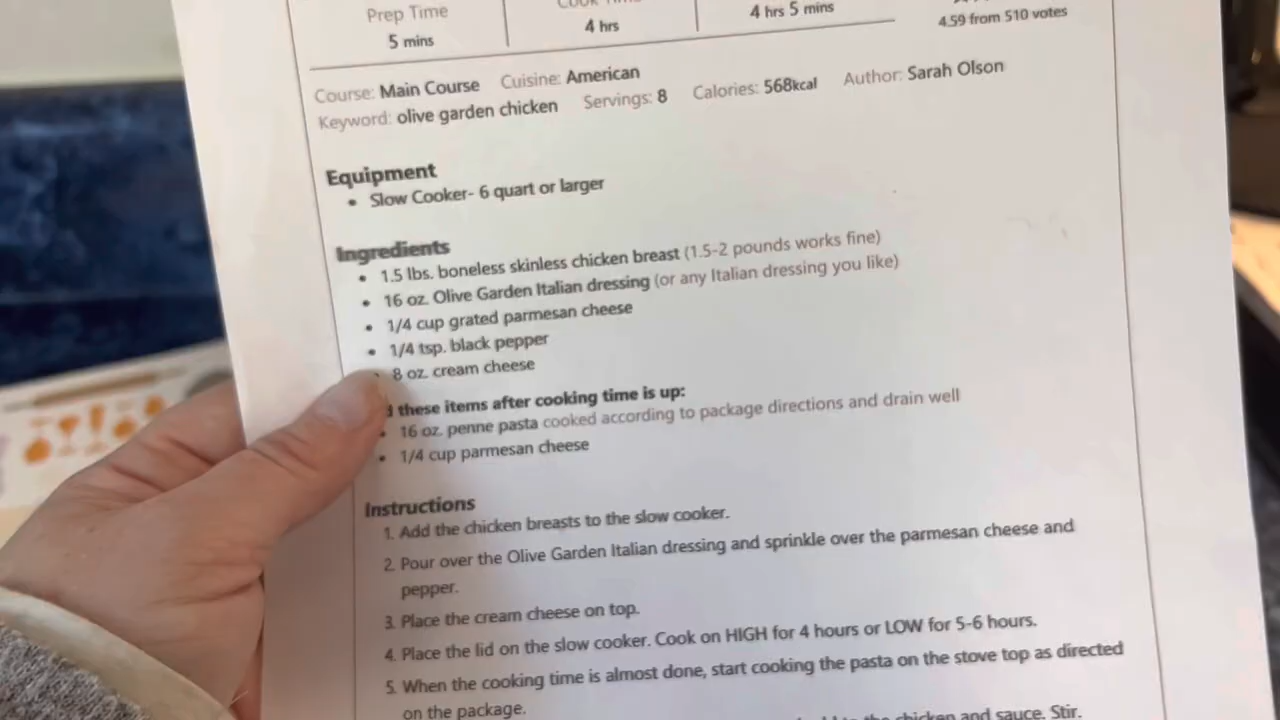 Prep Time
5 mins
4 hrs
4 hrs 5 mins
4.59 from 510 votes
Course: Main Course Cuisine: American
Keyword: olive garden chicken Servings: 8 Calories: 568kcal Author: Sarah Olson
Equipment
• Slow Cooker- 6 quart or larger
Ingredients
• 1.5 lbs. boneless skinless chicken breast (1.5-2 pounds works fine)
• 16 oz. Olive Garden Italian dressing (or any Italian dressing you like)
• 1/4 cup grated parmesan cheese
• 1/4 tsp. black pepper
8 oz. cream cheese
these items after cooking time is up:
• 16 oz. penne pasta cooked according to package directions and drain well
• 1/4 cup parmesan cheese
Instructions
1. Add the chicken breasts to the slow cooker.
2. Pour over the Olive Garden Italian dressing and sprinkle over the parmesan cheese and
pepper.
3. Place the cream cheese on top.
4. Place the lid on the slow cooker. Cook on HIGH for 4 hours or LOW for 5-6 hours.
5. When the cooking time is almost done, start cooking the pasta on the stove top as directed
on the package.
chicken and sauce. Stir.